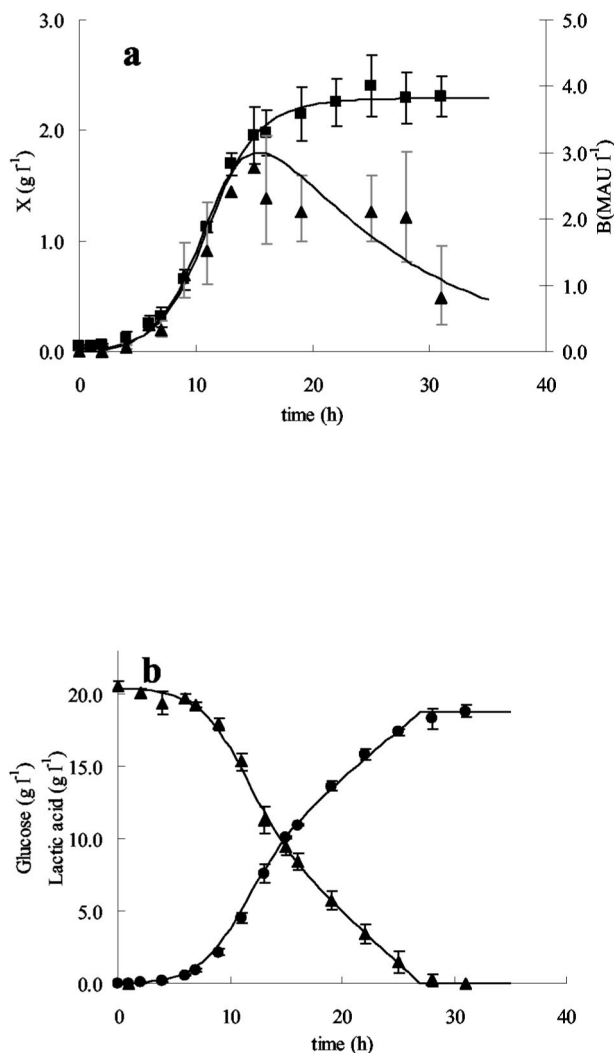 a
3.0
2.0
1.0
0.0
X (g l⁻¹)
5.0
4.0
3.0
2.0
1.0
0.0
B(MAU l⁻¹)
0 10 20 30 40
time (h)
b
20.0
15.0
10.0
5.0
0.0
Glucose (g l⁻¹)
Lactic acid (g l⁻¹)
0 10 20 30 40
time (h)